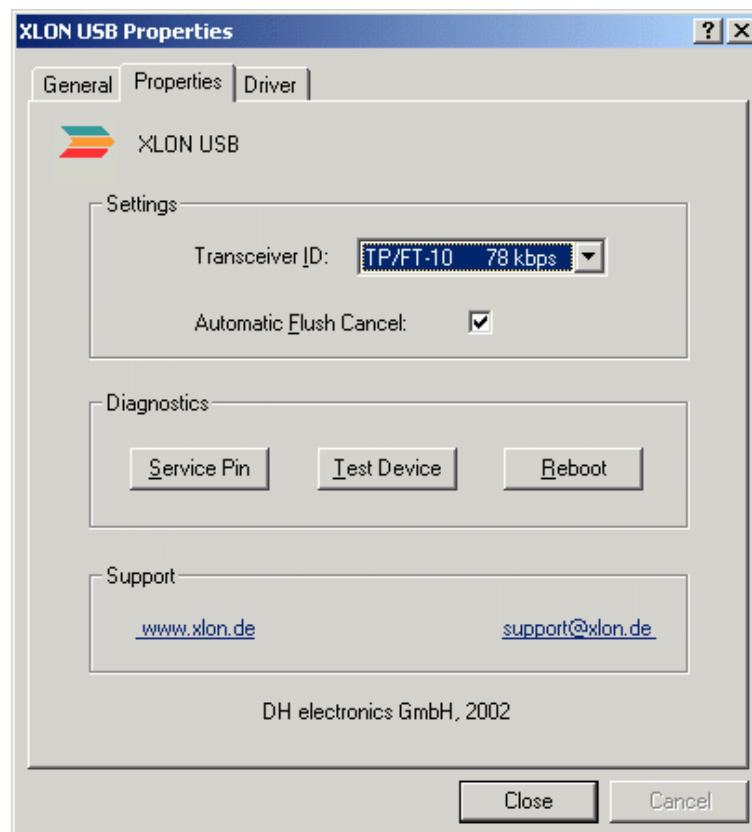 XLON USB Properties
General Properties Driver
XLON USB
Settings
Transceiver ID: TP/FT-10 78 kbps
Automatic Flush Cancel:
Diagnostics
Service Pin Test Device Reboot
Support
www.xlon.de support@xlon.de
DH electronics GmbH, 2002
Close Cancel